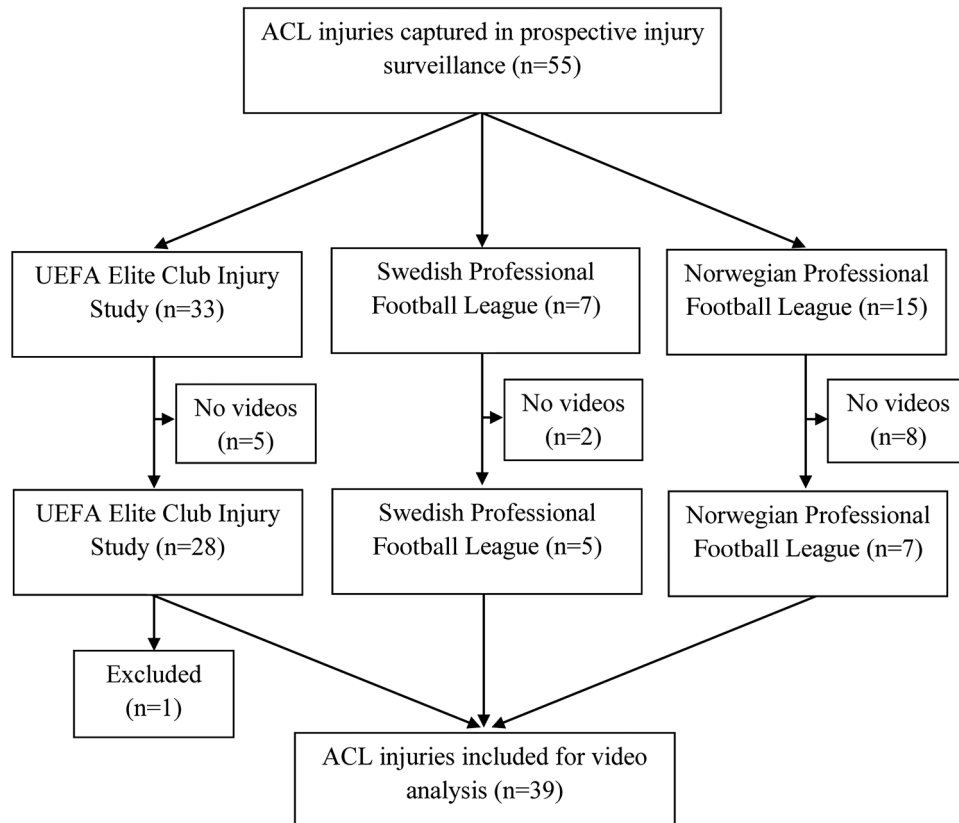 ACL injuries captured in prospective injury
surveillance (n=55)
UEFA Elite Club Injury
Study (n=33)
Swedish Professional
Football League (n=7)
Norwegian Professional
Football League (n=15)
No videos
(n=5)
No videos
(n=2)
No videos
(n=8)
UEFA Elite Club Injury
Study (n=28)
Swedish Professional
Football League (n=5)
Norwegian Professional
Football League (n=7)
Excluded
(n=1)
ACL injuries included for video
analysis (n=39)